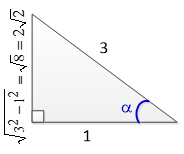 √(3² − 1²) = √8 = 2√2
3
α
1